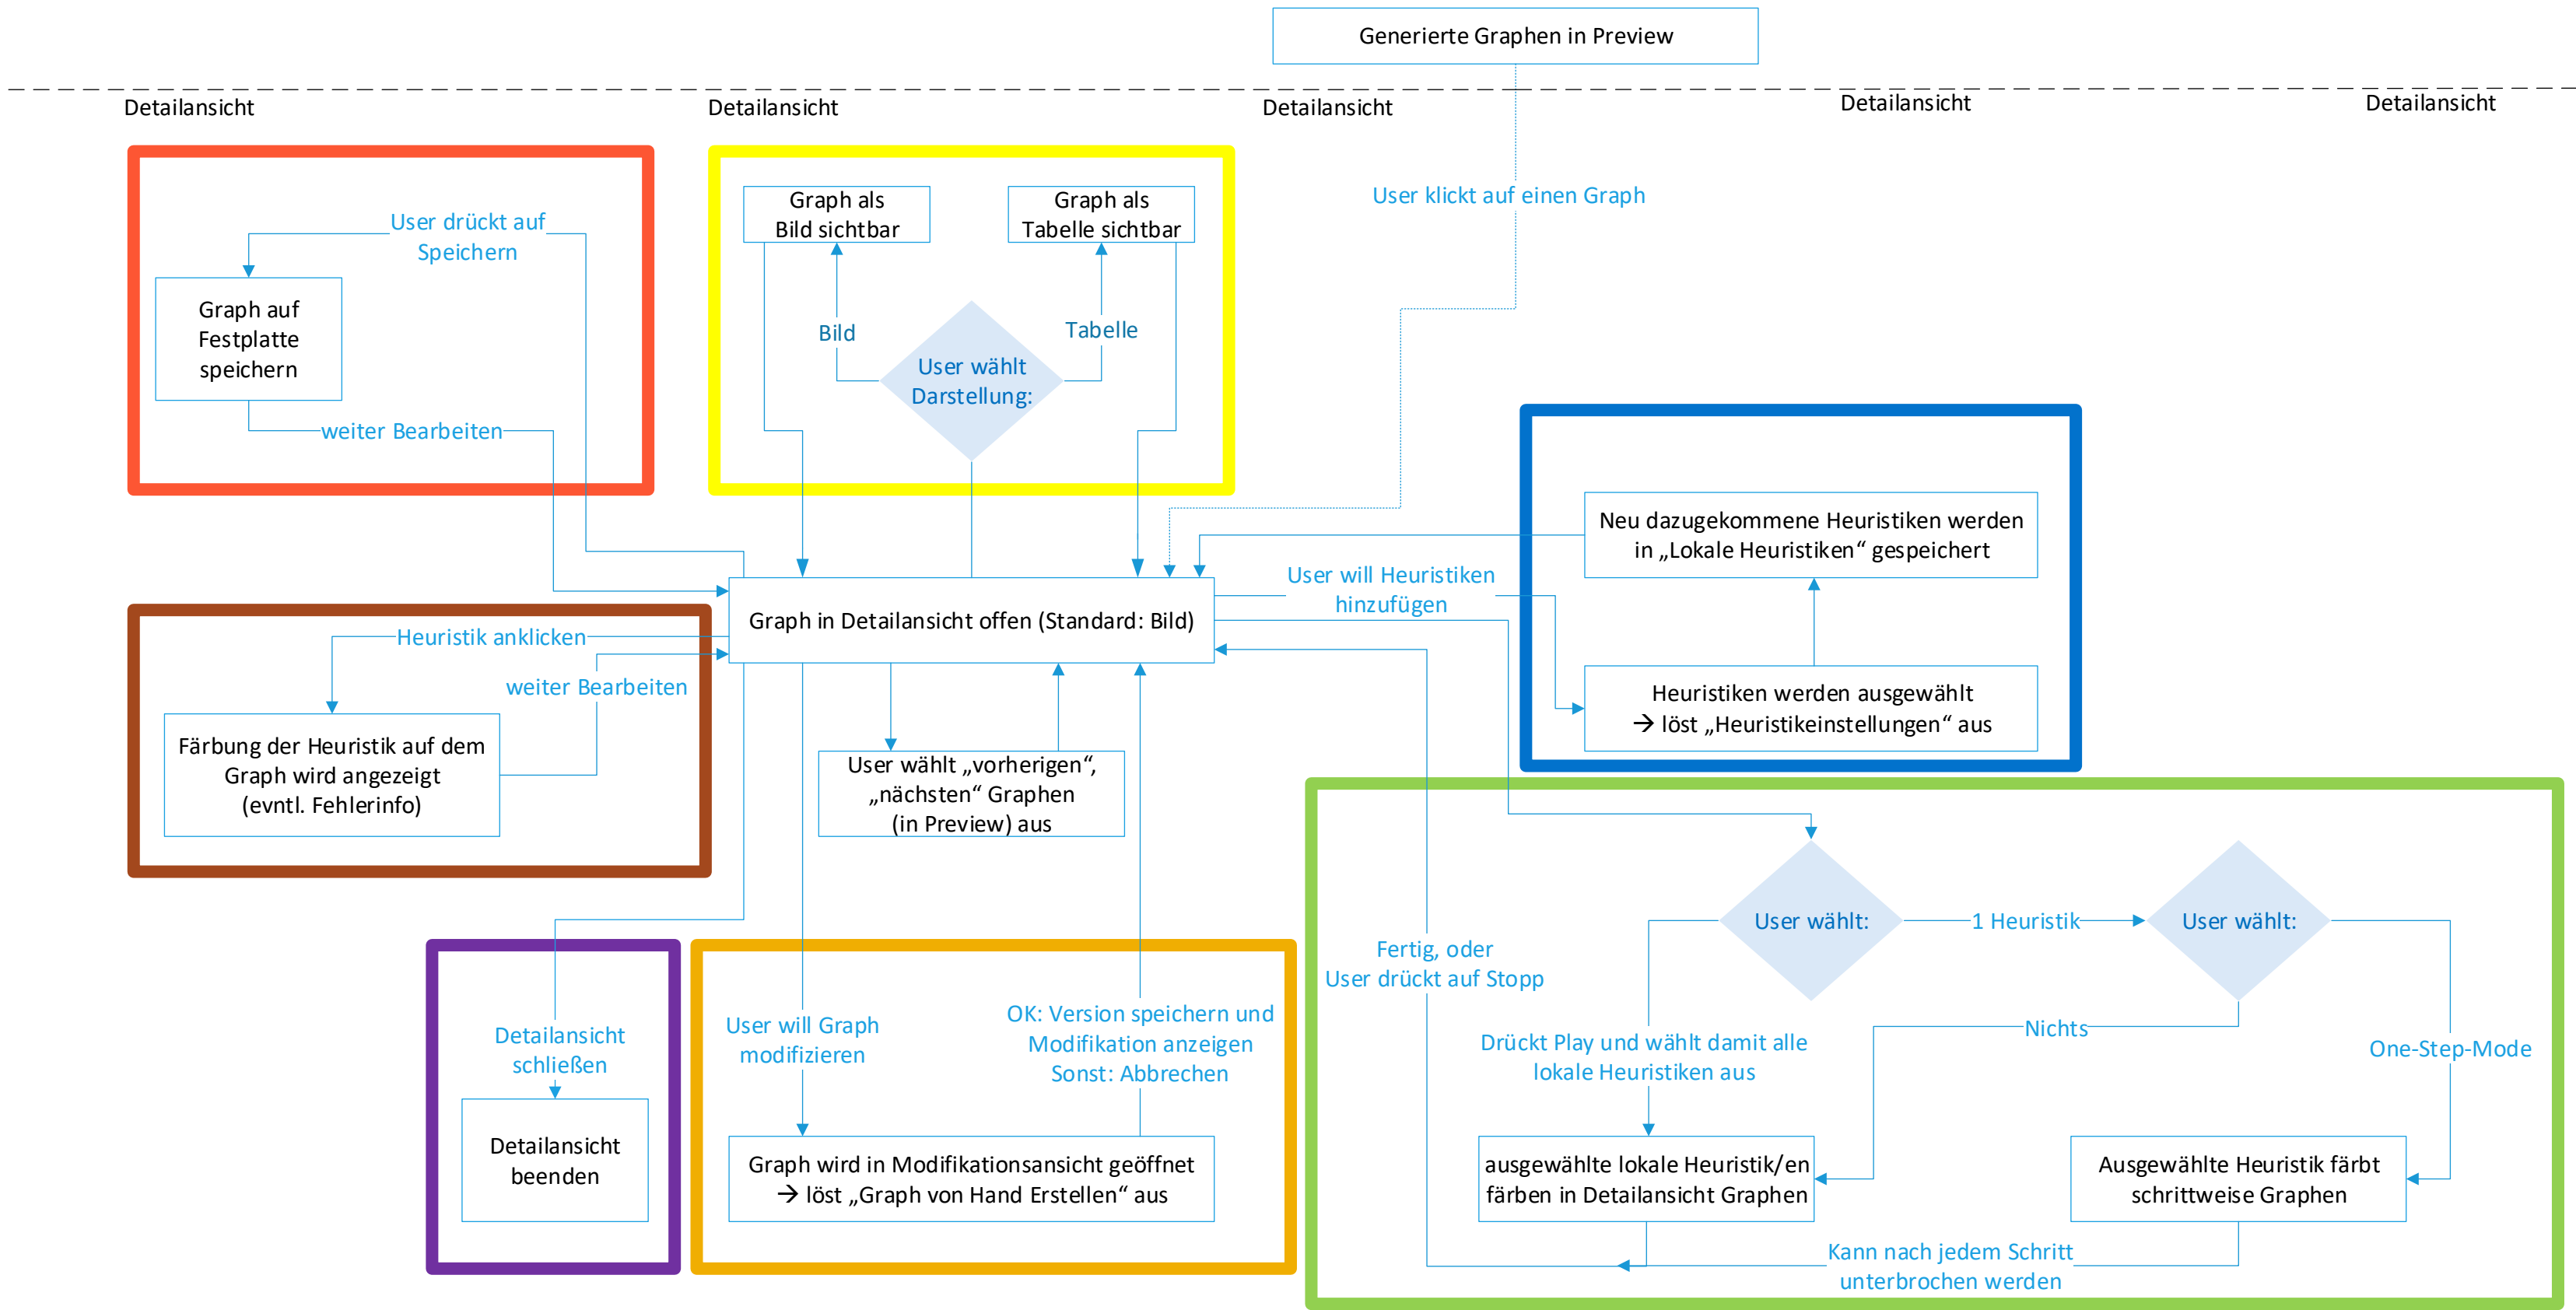 Generierte Graphen in Preview
Detailansicht
Detailansicht
Detailansicht
Detailansicht
Detailansicht
User drückt auf
Speichern
Graph auf
Festplatte
speichern
weiter Bearbeiten
Graph als
Bild sichtbar
Graph als
Tabelle sichtbar
Bild
Tabelle
User wählt
Darstellung:
User klickt auf einen Graph
Neu dazugekommene Heuristiken werden
in „Lokale Heuristiken“ gespeichert
User will Heuristiken
hinzufügen
Heuristiken werden ausgewählt
→ löst „Heuristikeinstellungen“ aus
Graph in Detailansicht offen (Standard: Bild)
Heuristik anklicken
weiter Bearbeiten
Färbung der Heuristik auf dem
Graph wird angezeigt
(evntl. Fehlerinfo)
User wählt „vorherigen“,
„nächsten“ Graphen
(in Preview) aus
Detailansicht
schließen
Detailansicht
beenden
User will Graph
modifizieren
OK: Version speichern und
Modifikation anzeigen
Sonst: Abbrechen
Graph wird in Modifikationsansicht geöffnet
→ löst „Graph von Hand Erstellen“ aus
Fertig, oder
User drückt auf Stopp
User wählt:
1 Heuristik
User wählt:
Drückt Play und wählt damit alle
lokale Heuristiken aus
Nichts
One-Step-Mode
ausgewählte lokale Heuristik/en
färben in Detailansicht Graphen
Ausgewählte Heuristik färbt
schrittweise Graphen
Kann nach jedem Schritt
unterbrochen werden